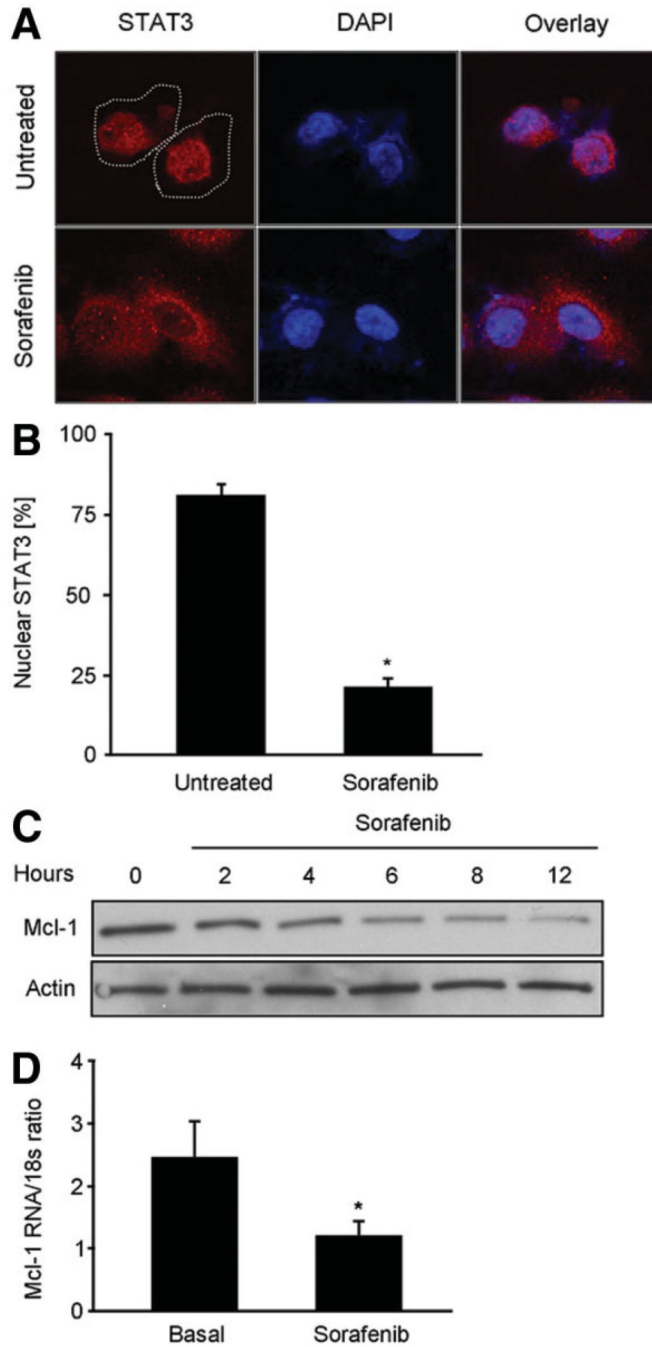 A
STAT3 DAPI Overlay
Untreated
Sorafenib
B
100
75
50
25
0
Nuclear STAT3 [%]
*
Untreated Sorafenib
C
Sorafenib
Hours 0 2 4 6 8 12
Mcl-1
Actin
D
4
3
2
1
0
Mcl-1 RNA/18s ratio
*
Basal Sorafenib